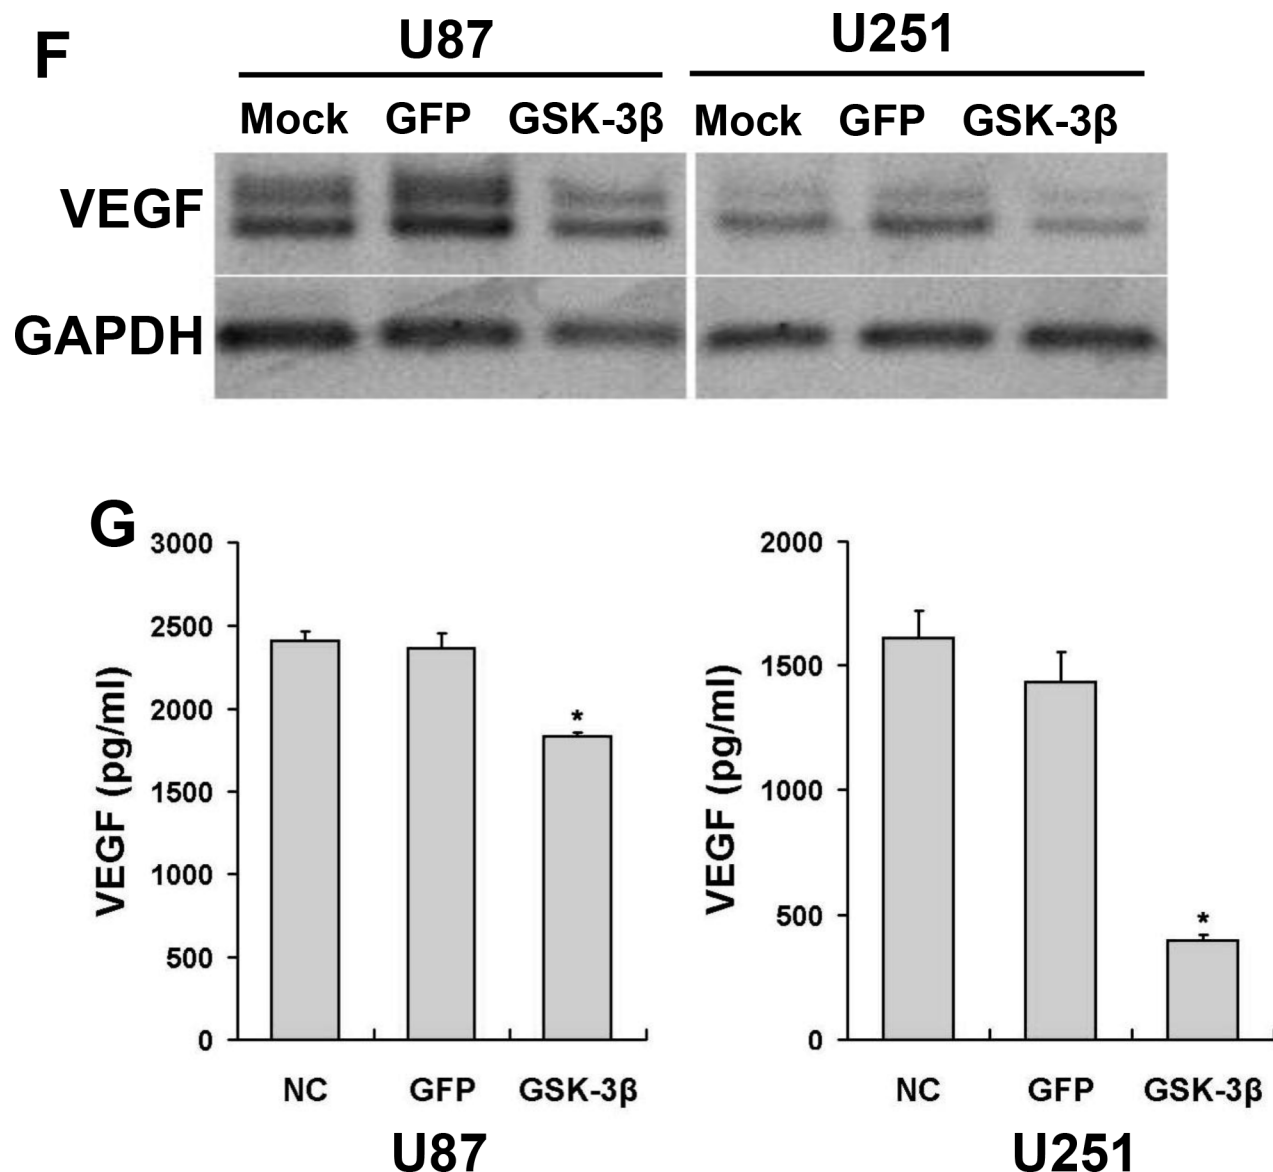 F
U87 U251
Mock GFP GSK-3β Mock GFP GSK-3β
VEGF
GAPDH
G
3000
2500
2000
1500
1000
500
0
VEGF (pg/ml)
*
NC GFP GSK-3β
U87
2000
1500
1000
500
0
VEGF (pg/ml)
*
NC GFP GSK-3β
U251